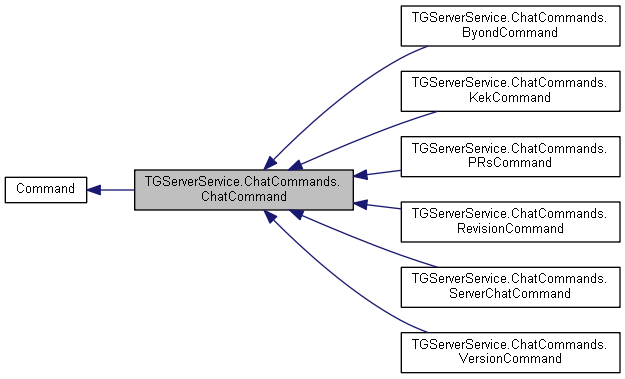 TGServerService.ChatCommands.
ByondCommand
TGServerService.ChatCommands.
KekCommand
TGServerService.ChatCommands.
PRsCommand
Command
TGServerService.ChatCommands.
ChatCommand
TGServerService.ChatCommands.
RevisionCommand
TGServerService.ChatCommands.
ServerChatCommand
TGServerService.ChatCommands.
VersionCommand